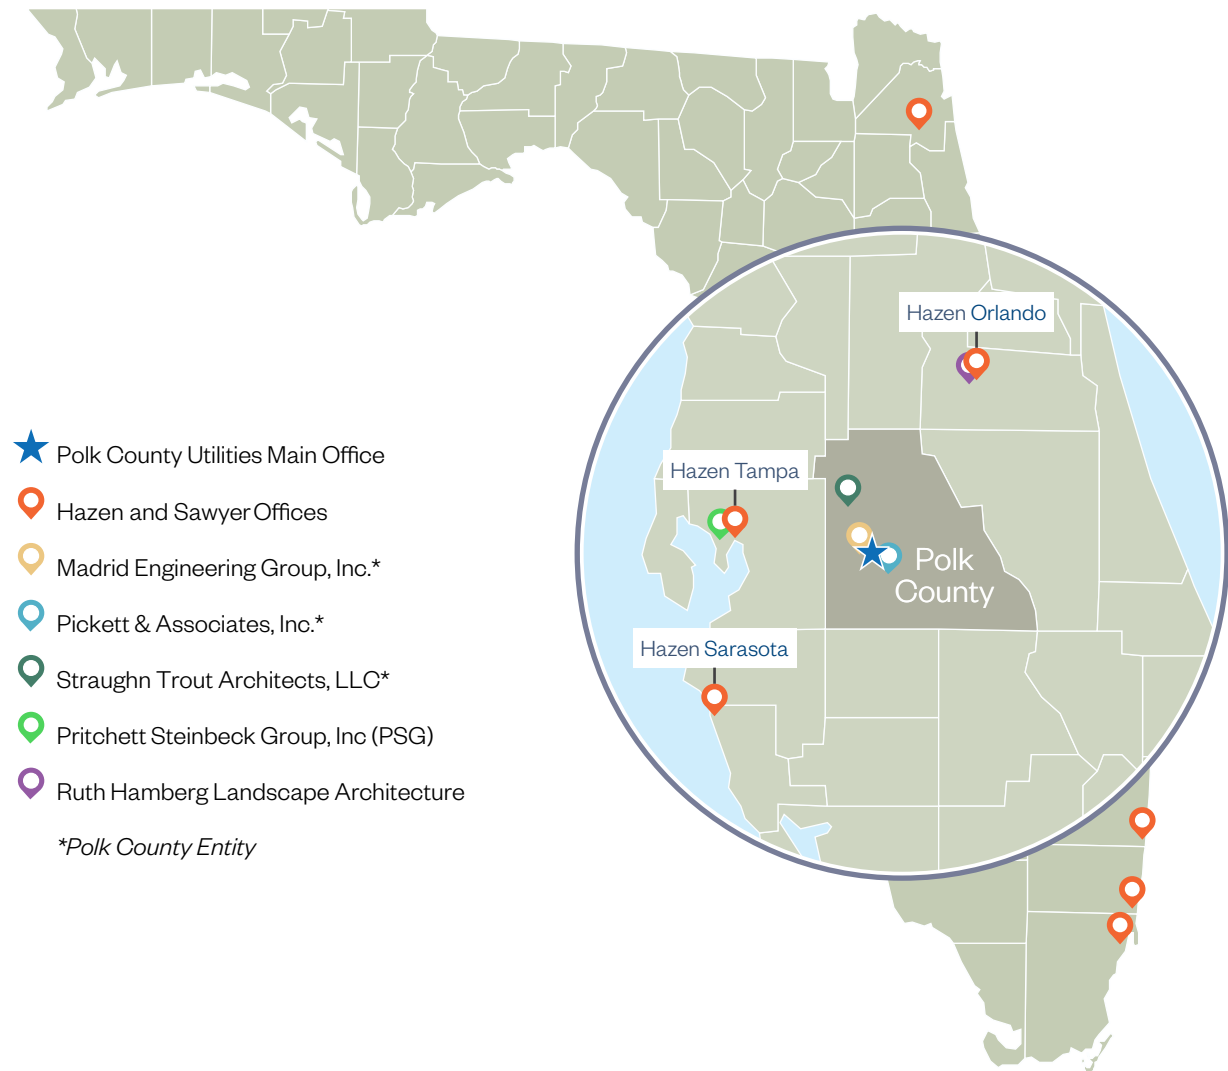 Hazen Orlando
Hazen Tampa
Polk
County
Hazen Sarasota
Polk County Utilities Main Office
Hazen and Sawyer Offices
Madrid Engineering Group, Inc.*
Pickett & Associates, Inc.*
Straughn Trout Architects, LLC*
Pritchett Steinbeck Group, Inc (PSG)
Ruth Hamberg Landscape Architecture
*Polk County Entity